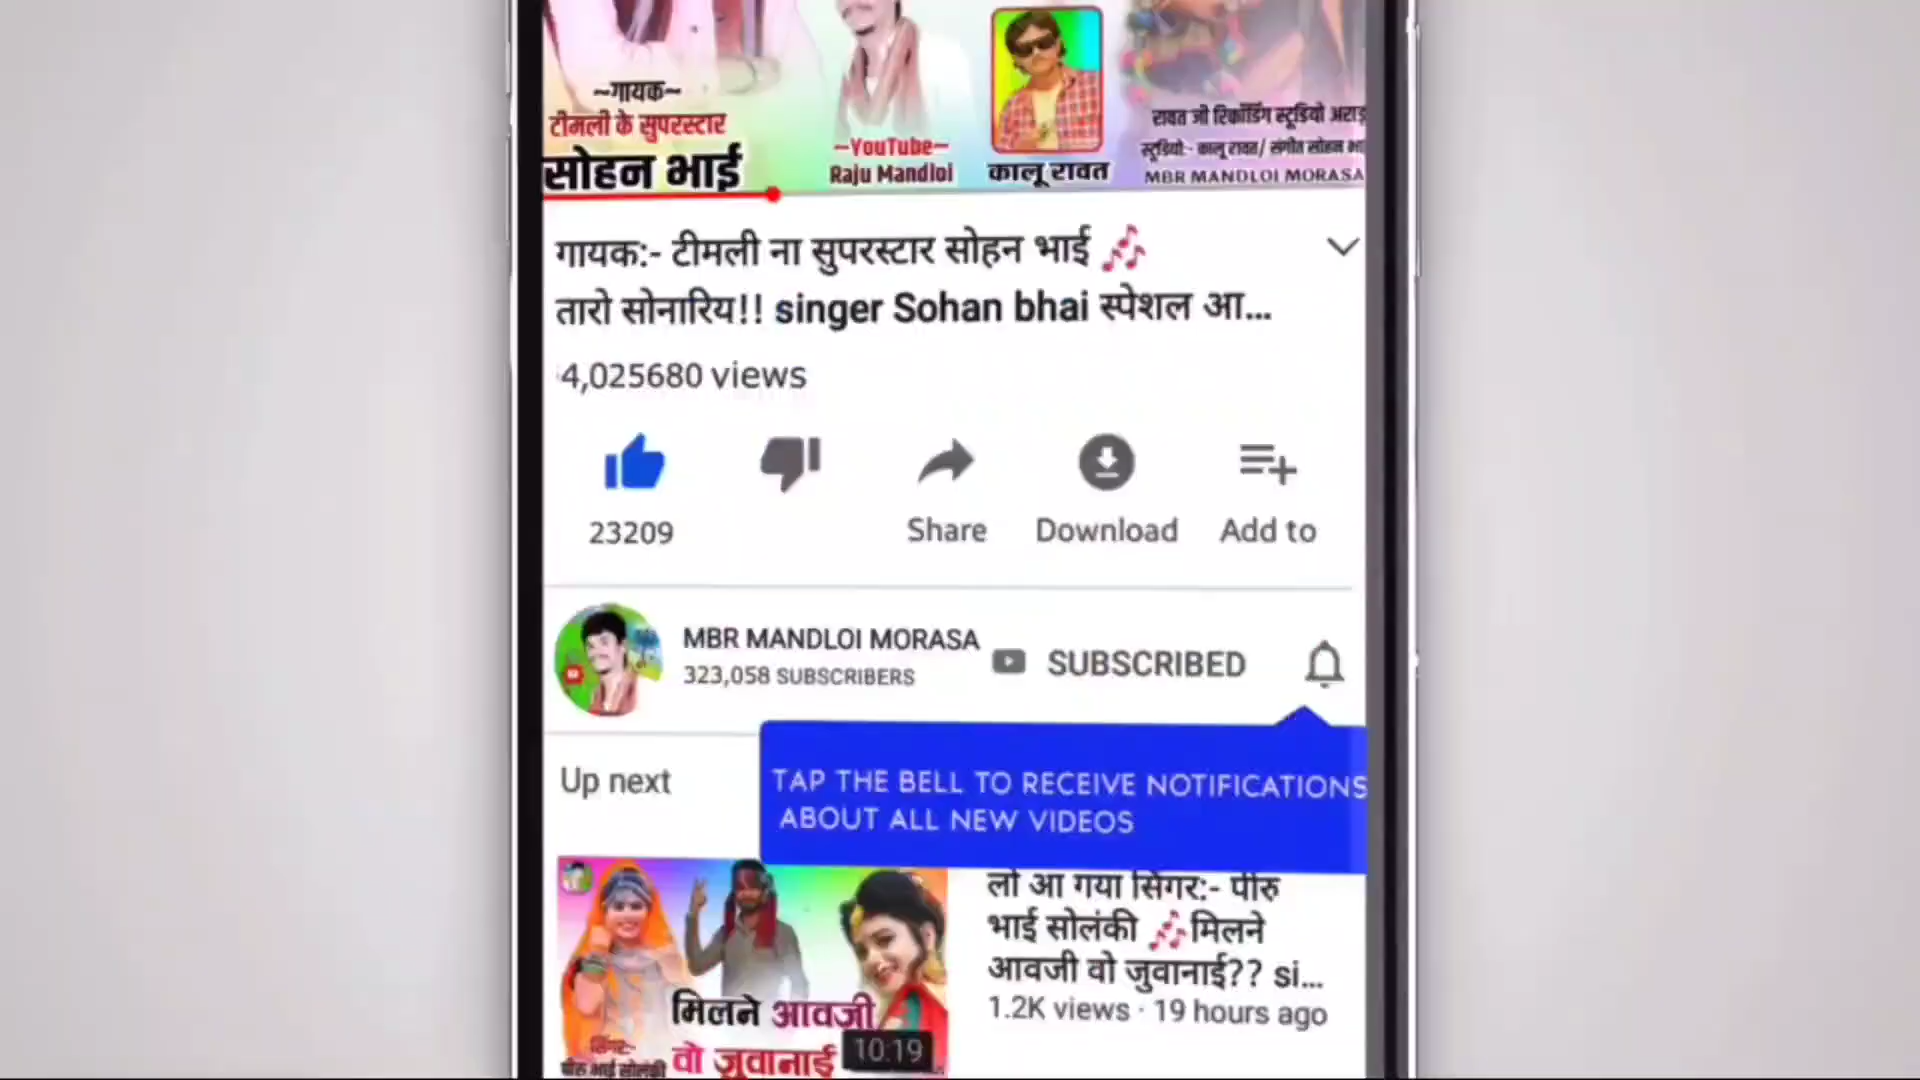 ~गायक~
टीमली के सुपरस्टार
सोहन भाई
—YouTube—
Raju Mandloi
कालू रावत
रावत जी रिकॉर्डिंग स्टूडियो
स्टूडियो:- कालू रावत/ संगीत सोहन
MBR MANDLOI MORASA
गायक:- टीमली ना सुपरस्टार सोहन भाई 🎶
तारो सोनारिय!! singer Sohan bhai स्पेशल आ...
4,025680 views
23209
Share
Download
Add to
MBR MANDLOI MORASA
323,058 SUBSCRIBERS
SUBSCRIBED
Up next
TAP THE BELL TO RECEIVE NOTIFICATIONS
ABOUT ALL NEW VIDEOS
लो आ गया सिंगर:- पीरु
भाई सोलंकी 🎶मिलने
आवजी वो जुवानाई?? si...
1.2K views · 19 hours ago
मिलने आवजी
वो जुवानाई
सिंगर:-
पीरु भाई सोलंकी
10:19